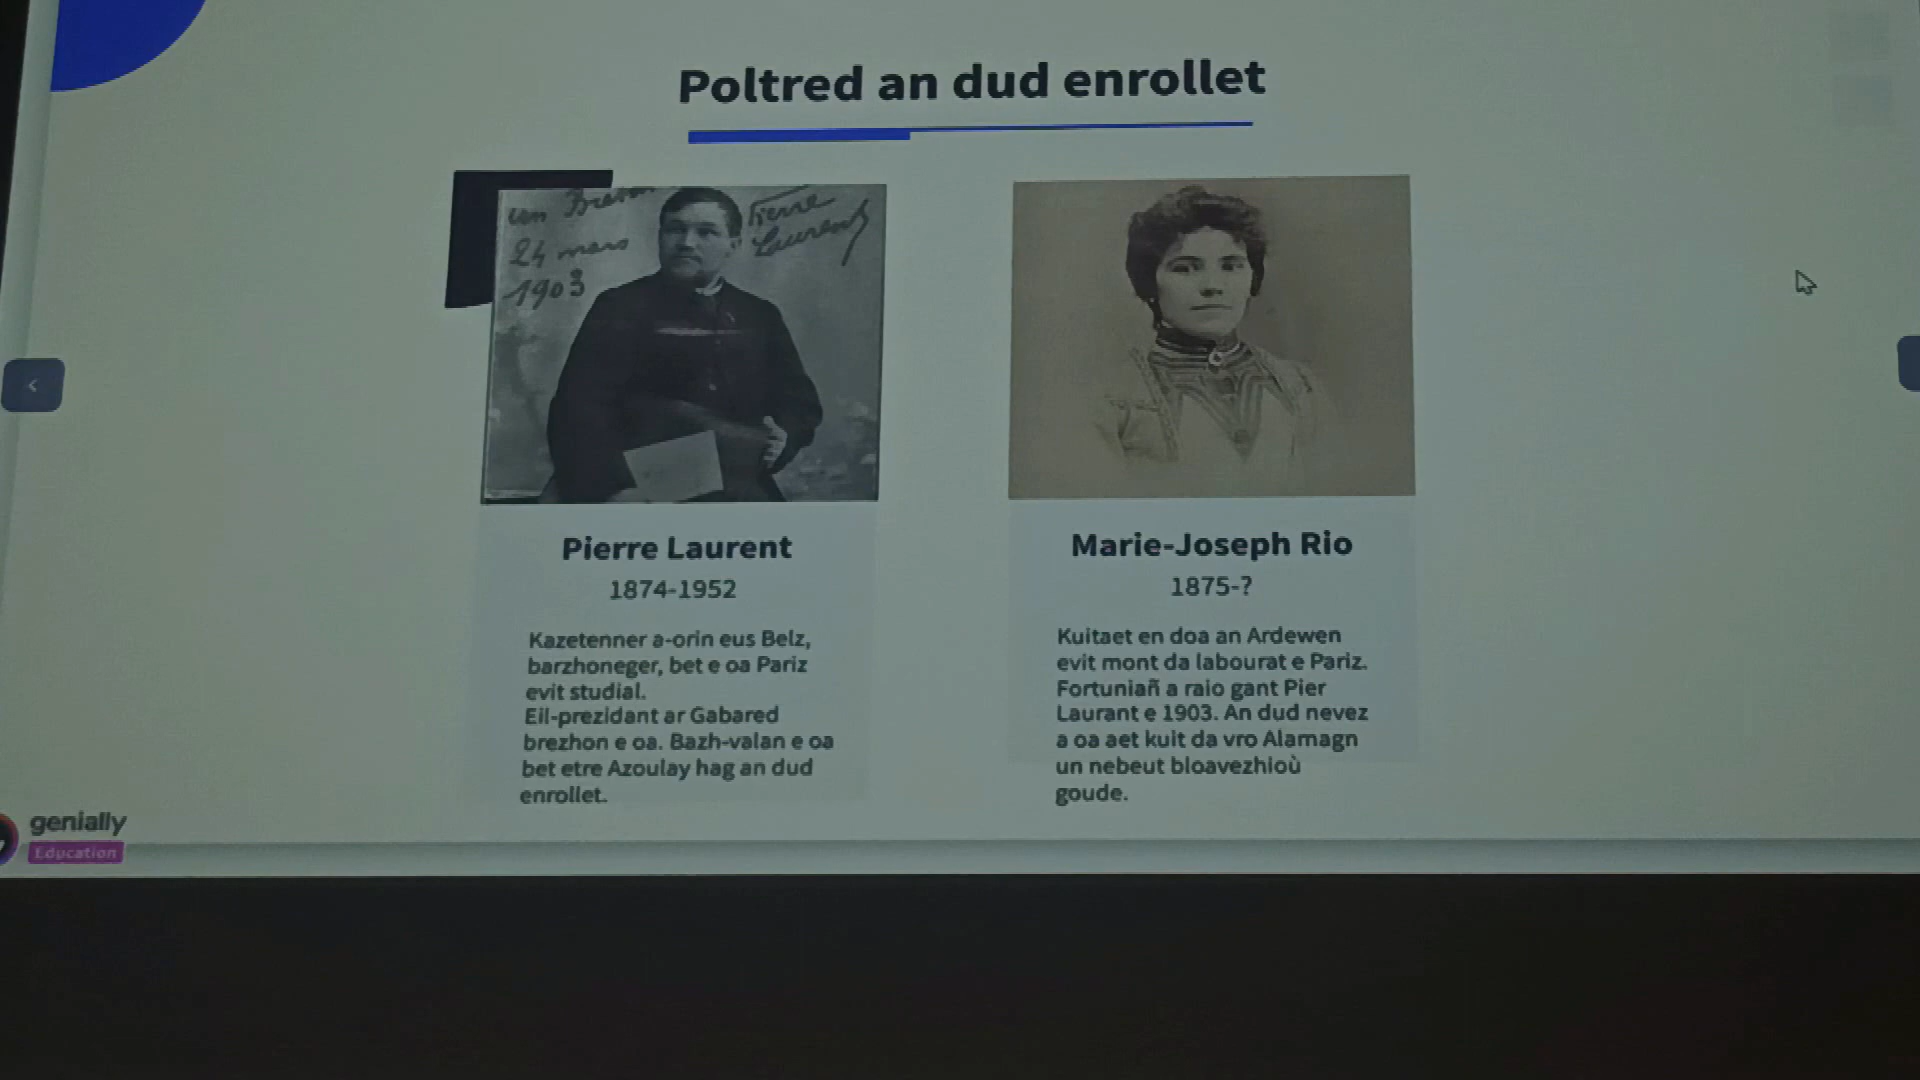 Poltred an dud enrollet
un Breton
24 mars
1903
Pierre
Laurent
Pierre Laurent
1874-1952
Kazetenner a-orin eus Belz,
barzhoneger, bet e oa Pariz
evit studial.
Eil-prezidant ar Gabared
brezhon e oa. Bazh-valan e oa
bet etre Azoulay hag an dud
enrollet.
Marie-Joseph Rio
1875-?
Kuitaet en doa an Ardewen
evit mont da labourat e Pariz.
Fortuniañ a raio gant Pier
Laurant e 1903. An dud nevez
a oa aet kuit da vro Alamagn
un nebeut bloavezhioù
goude.
genially
Education